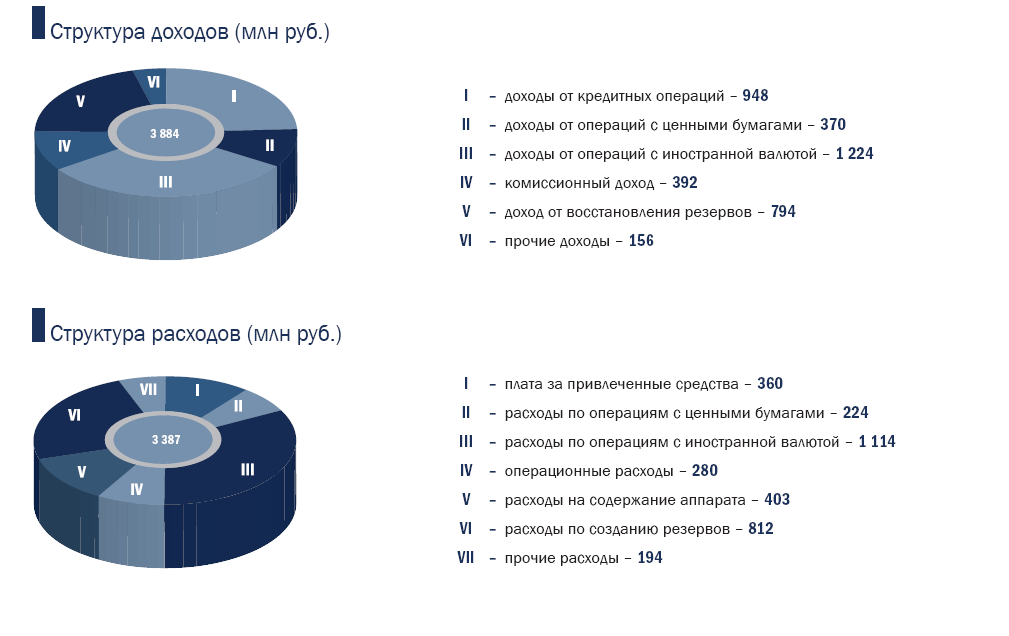 Структура доходов (млн руб.)
VI
V
I
3 884
IV
II
III
I – доходы от кредитных операций – 948
II – доходы от операций с ценными бумагами – 370
III – доходы от операций с иностранной валютой – 1 224
IV – комиссионный доход – 392
V – доход от восстановления резервов – 794
VI – прочие доходы – 156
Структура расходов (млн руб.)
VII
I
II
VI
3 387
V
III
IV
I – плата за привлеченные средства – 360
II – расходы по операциям с ценными бумагами – 224
III – расходы по операциям с иностранной валютой – 1 114
IV – операционные расходы – 280
V – расходы на содержание аппарата – 403
VI – расходы по созданию резервов – 812
VII – прочие расходы – 194